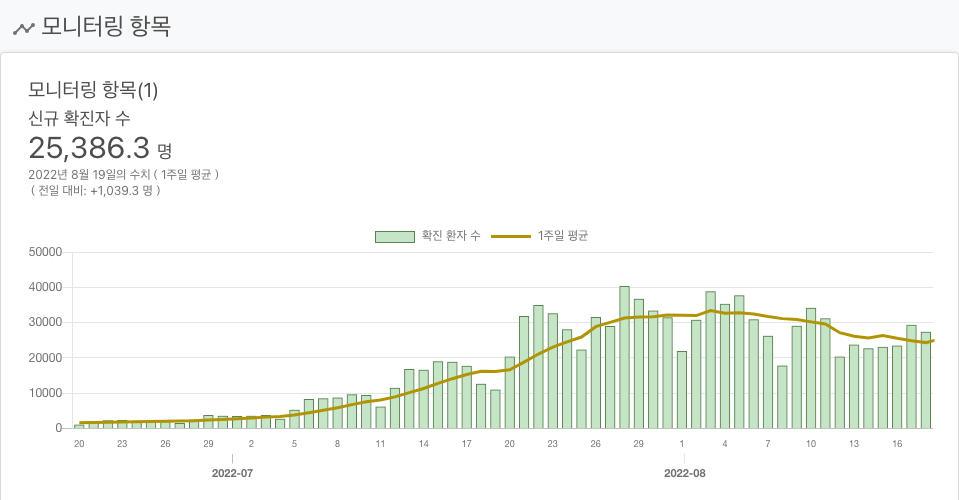 모니터링 항목
모니터링 항목(1)
신규 확진자 수
25,386.3 명
2022년 8월 19일의 수치 ( 1주일 평균 )
( 전일 대비: +1,039.3 명 )
확진 환자 수 1주일 평균
50000
40000
30000
20000
10000
0
20 23 26 29 2 5 8 11 14 17 20 23 26 29 1 4 7 10 13 16
2022-07 2022-08